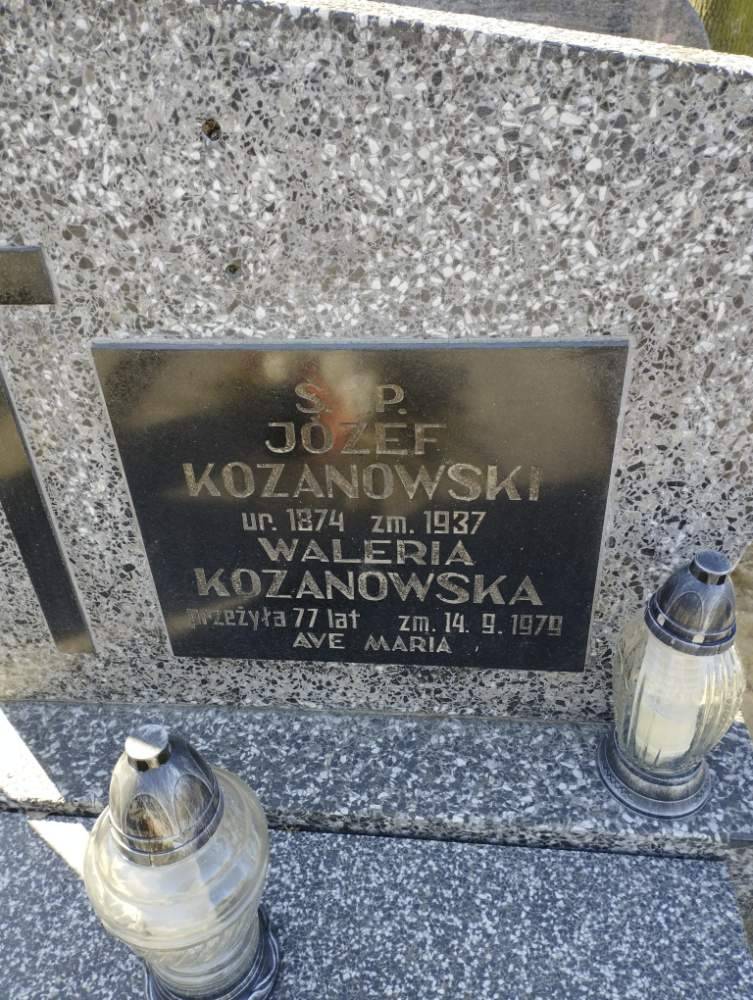 Ś. P.
JÓZEF
KOZANOWSKI
ur. 1874 zm. 1937
WALERIA
KOZANOWSKA
przeżyła 77 lat zm. 14. 9. 1979
AVE MARIA